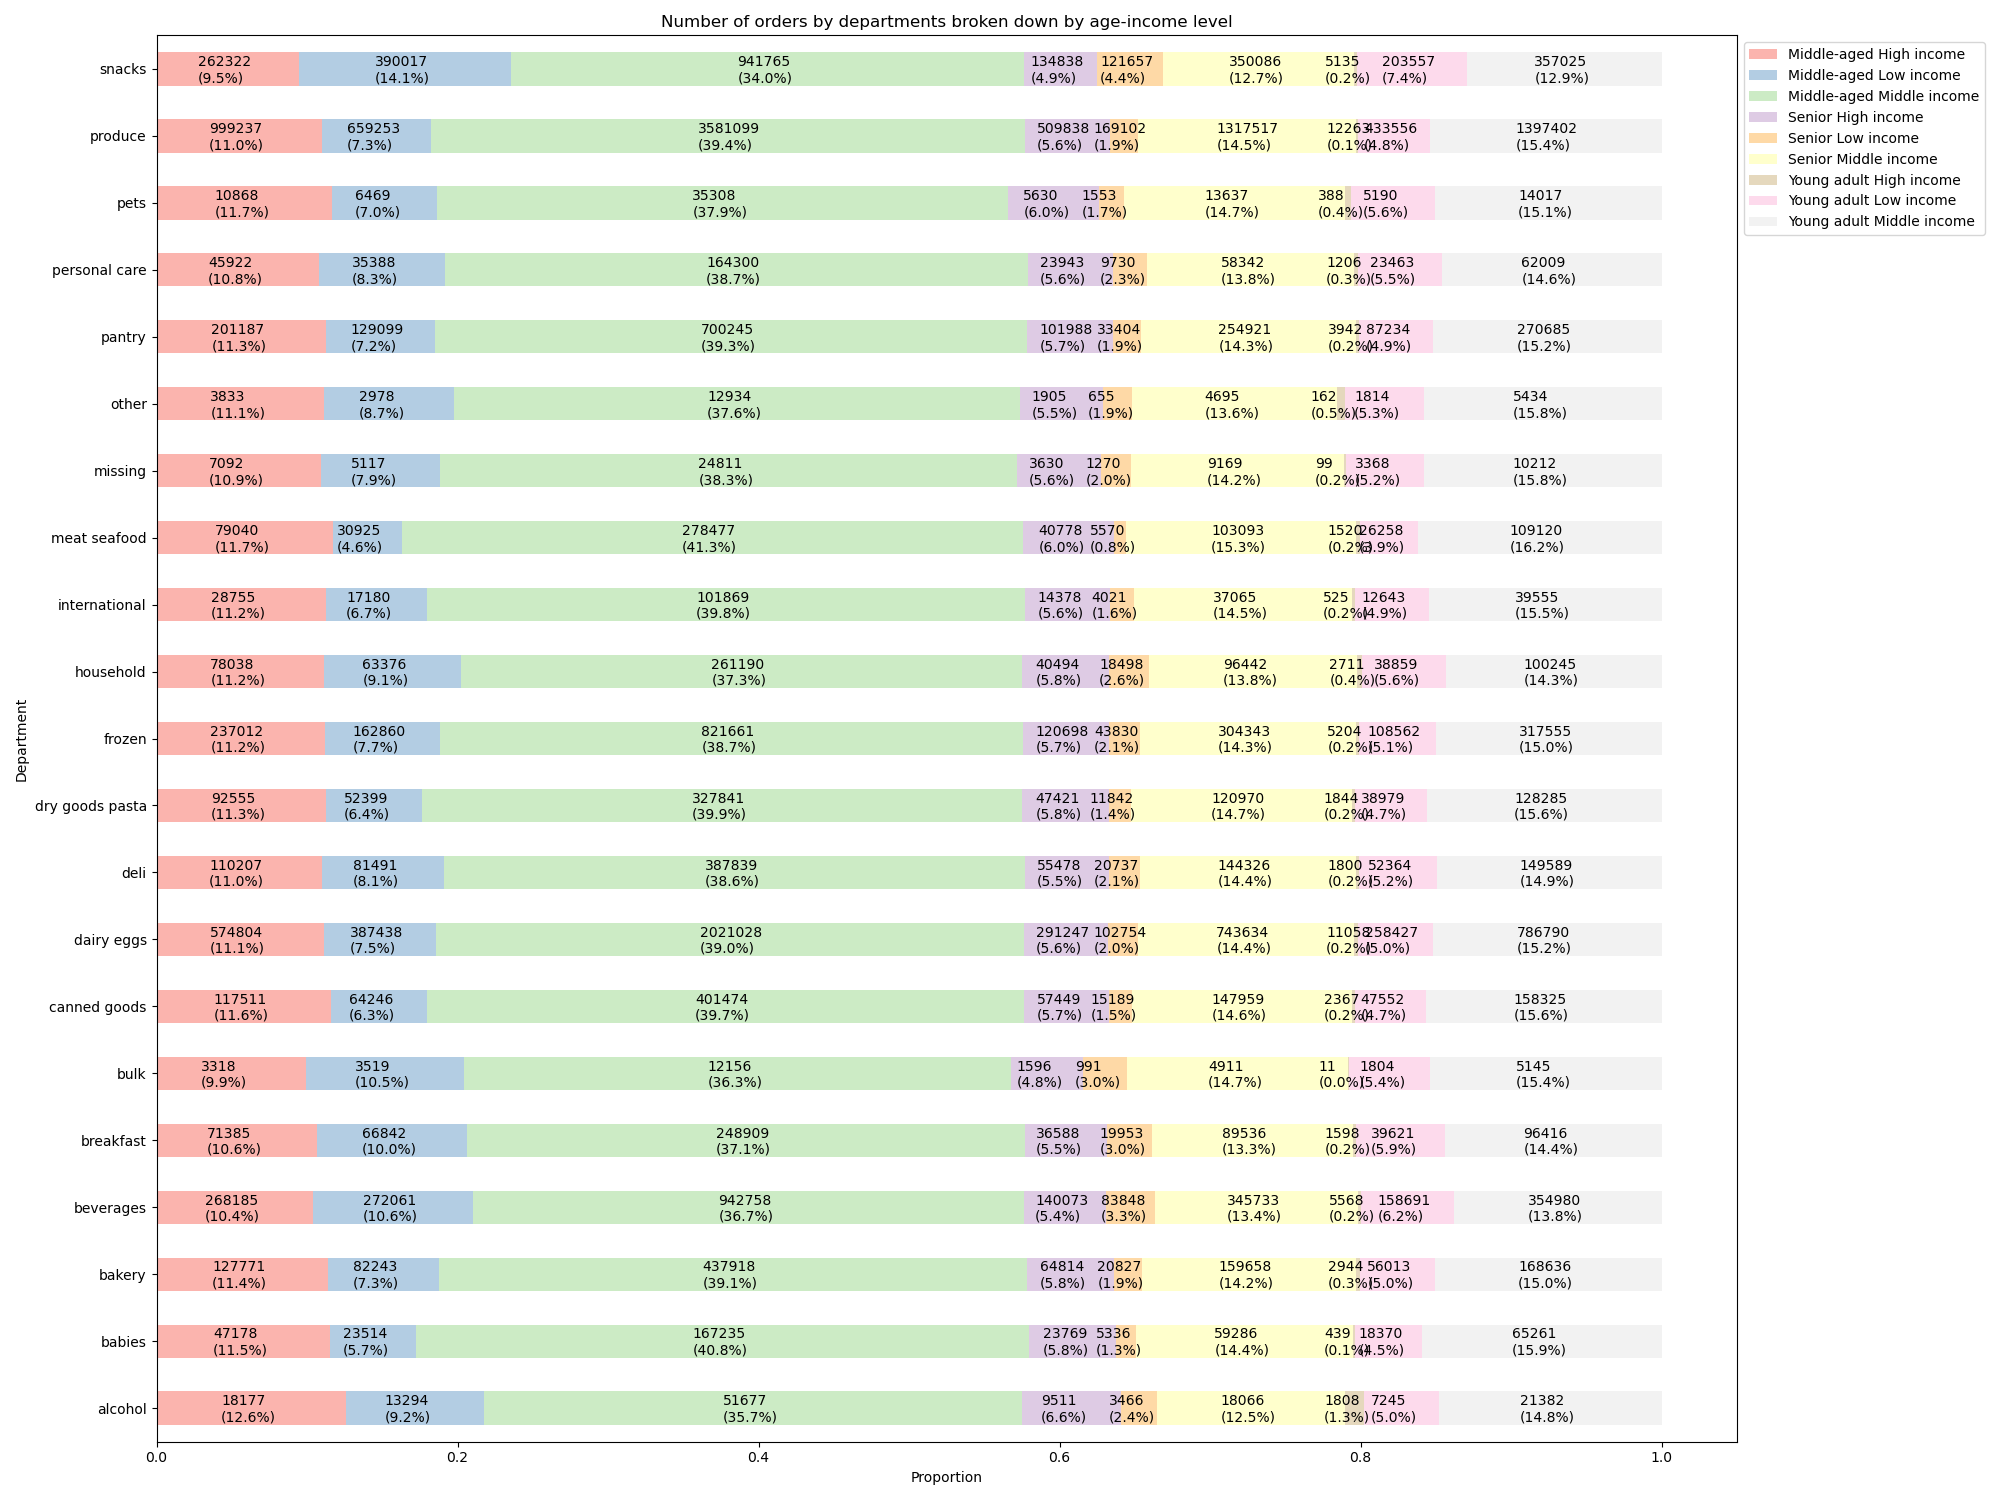 Number of orders by departments broken down by age-income level
snacks
262322 390017 941765 134838 121657 350086 5135 203557 357025
(9.5%) (14.1%) (34.0%) (4.9%) (4.4%) (12.7%) (0.2%) (7.4%) (12.9%)
produce
999237 659253 3581099 509838 169102 1317517 12263 433556 1397402
(11.0%) (7.3%) (39.4%) (5.6%) (1.9%) (14.5%) (0.1%) (4.8%) (15.4%)
pets
10868 6469 35308 5630 1553 13637 388 5190 14017
(11.7%) (7.0%) (37.9%) (6.0%) (1.7%) (14.7%) (0.4%) (5.6%) (15.1%)
personal care
45922 35388 164300 23943 9730 58342 1206 23463 62009
(10.8%) (8.3%) (38.7%) (5.6%) (2.3%) (13.8%) (0.3%) (5.5%) (14.6%)
pantry
201187 129099 700245 101988 33404 254921 3942 87234 270685
(11.3%) (7.2%) (39.3%) (5.7%) (1.9%) (14.3%) (0.2%) (4.9%) (15.2%)
other
3833 2978 12934 1905 655 4695 162 1814 5434
(11.1%) (8.7%) (37.6%) (5.5%) (1.9%) (13.6%) (0.5%) (5.3%) (15.8%)
missing
7092 5117 24811 3630 1270 9169 99 3368 10212
(10.9%) (7.9%) (38.3%) (5.6%) (2.0%) (14.2%) (0.2%) (5.2%) (15.8%)
meat seafood
79040 30925 278477 40778 5570 103093 1520 26258 109120
(11.7%) (4.6%) (41.3%) (6.0%) (0.8%) (15.3%) (0.2%) (3.9%) (16.2%)
international
28755 17180 101869 14378 4021 37065 525 12643 39555
(11.2%) (6.7%) (39.8%) (5.6%) (1.6%) (14.5%) (0.2%) (4.9%) (15.5%)
household
78038 63376 261190 40494 18498 96442 2711 38859 100245
(11.2%) (9.1%) (37.3%) (5.8%) (2.6%) (13.8%) (0.4%) (5.6%) (14.3%)
frozen
237012 162860 821661 120698 43830 304343 5204 108562 317555
(11.2%) (7.7%) (38.7%) (5.7%) (2.1%) (14.3%) (0.2%) (5.1%) (15.0%)
dry goods pasta
92555 52399 327841 47421 11842 120970 1844 38979 128285
(11.3%) (6.4%) (39.9%) (5.8%) (1.4%) (14.7%) (0.2%) (4.7%) (15.6%)
deli
110207 81491 387839 55478 20737 144326 1800 52364 149589
(11.0%) (8.1%) (38.6%) (5.5%) (2.1%) (14.4%) (0.2%) (5.2%) (14.9%)
dairy eggs
574804 387438 2021028 291247 102754 743634 11058 258427 786790
(11.1%) (7.5%) (39.0%) (5.6%) (2.0%) (14.4%) (0.2%) (5.0%) (15.2%)
canned goods
117511 64246 401474 57449 15189 147959 2367 47552 158325
(11.6%) (6.3%) (39.7%) (5.7%) (1.5%) (14.6%) (0.2%) (4.7%) (15.6%)
bulk
3318 3519 12156 1596 991 4911 11 1804 5145
(9.9%) (10.5%) (36.3%) (4.8%) (3.0%) (14.7%) (0.0%) (5.4%) (15.4%)
breakfast
71385 66842 248909 36588 19953 89536 1598 39621 96416
(10.6%) (10.0%) (37.1%) (5.5%) (3.0%) (13.3%) (0.2%) (5.9%) (14.4%)
beverages
268185 272061 942758 140073 83848 345733 5568 158691 354980
(10.4%) (10.6%) (36.7%) (5.4%) (3.3%) (13.4%) (0.2%) (6.2%) (13.8%)
bakery
127771 82243 437918 64814 20827 159658 2944 56013 168636
(11.4%) (7.3%) (39.1%) (5.8%) (1.9%) (14.2%) (0.3%) (5.0%) (15.0%)
babies
47178 23514 167235 23769 5336 59286 439 18370 65261
(11.5%) (5.7%) (40.8%) (5.8%) (1.3%) (14.4%) (0.1%) (4.5%) (15.9%)
alcohol
18177 13294 51677 9511 3466 18066 1808 7245 21382
(12.6%) (9.2%) (35.7%) (6.6%) (2.4%) (12.5%) (1.3%) (5.0%) (14.8%)
0.0 0.2 0.4 0.6 0.8 1.0
Proportion
Department
Middle-aged High income
Middle-aged Low income
Middle-aged Middle income
Senior High income
Senior Low income
Senior Middle income
Young adult High income
Young adult Low income
Young adult Middle income